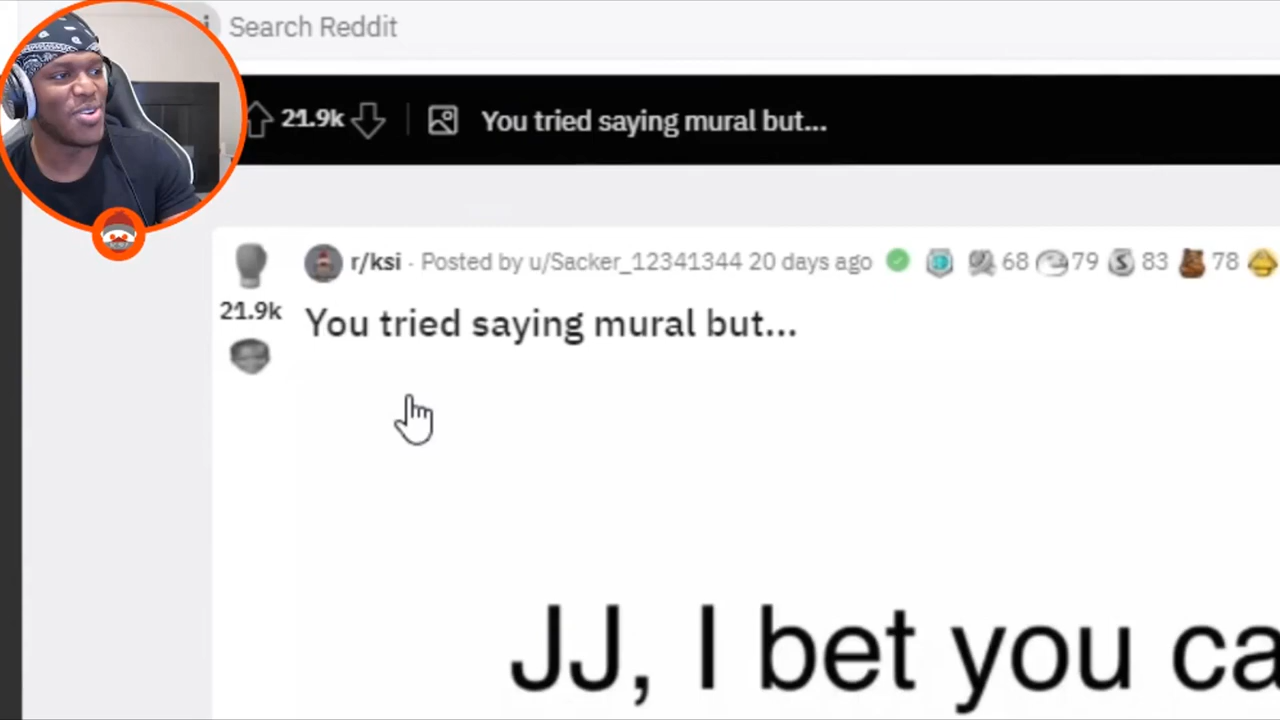 Search Reddit
21.9k You tried saying mural but...
r/ksi · Posted by u/Sacker_12341344 20 days ago 68 79 S 83 78
21.9k
You tried saying mural but...
JJ, I bet you ca